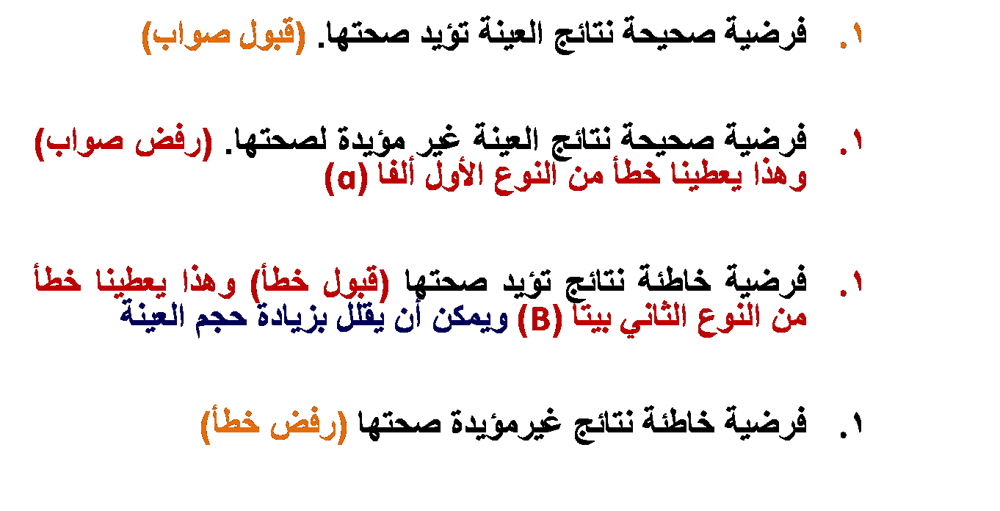 ١. فرضية صحيحة نتائج العينة تؤيد صحتها. (قبول صواب)
١. فرضية صحيحة نتائج العينة غير مؤيدة لصحتها. (رفض صواب)
وهذا يعطينا خطأ من النوع الأول ألفا (α)
١. فرضية خاطئة نتائج تؤيد صحتها (قبول خطأ) وهذا يعطينا خطأ
من النوع الثاني بيتا (B) ويمكن أن يقلل بزيادة حجم العينة
١. فرضية خاطئة نتائج غيرمؤيدة صحتها (رفض خطأ)